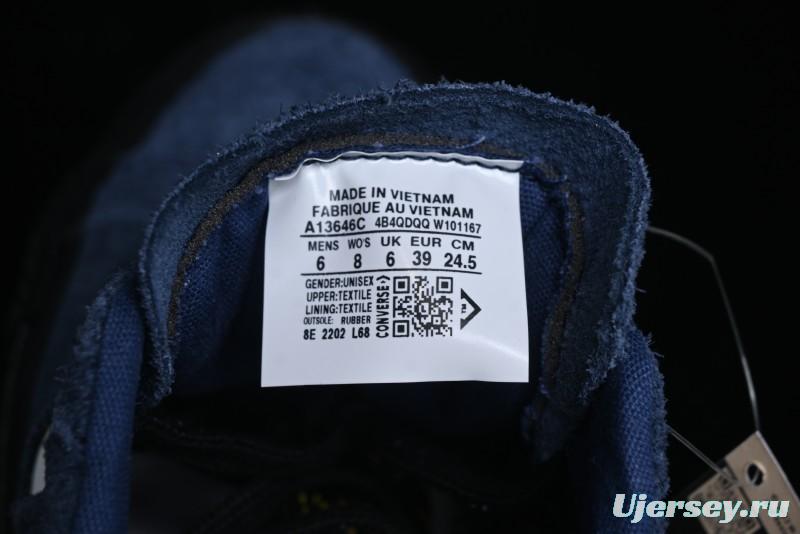 MADE IN VIETNAM
FABRIQUE AU VIETNAM
A13646C 4B4QDQQ W101167
MENS WO'S UK EUR CM
6 8 6 39 24.5
GENDER:UNISEX
UPPER:TEXTILE
LINING:TEXTILE
OUTSOLE: RUBBER
8E 2202 L68
CONVERSE
Ujersey.ru